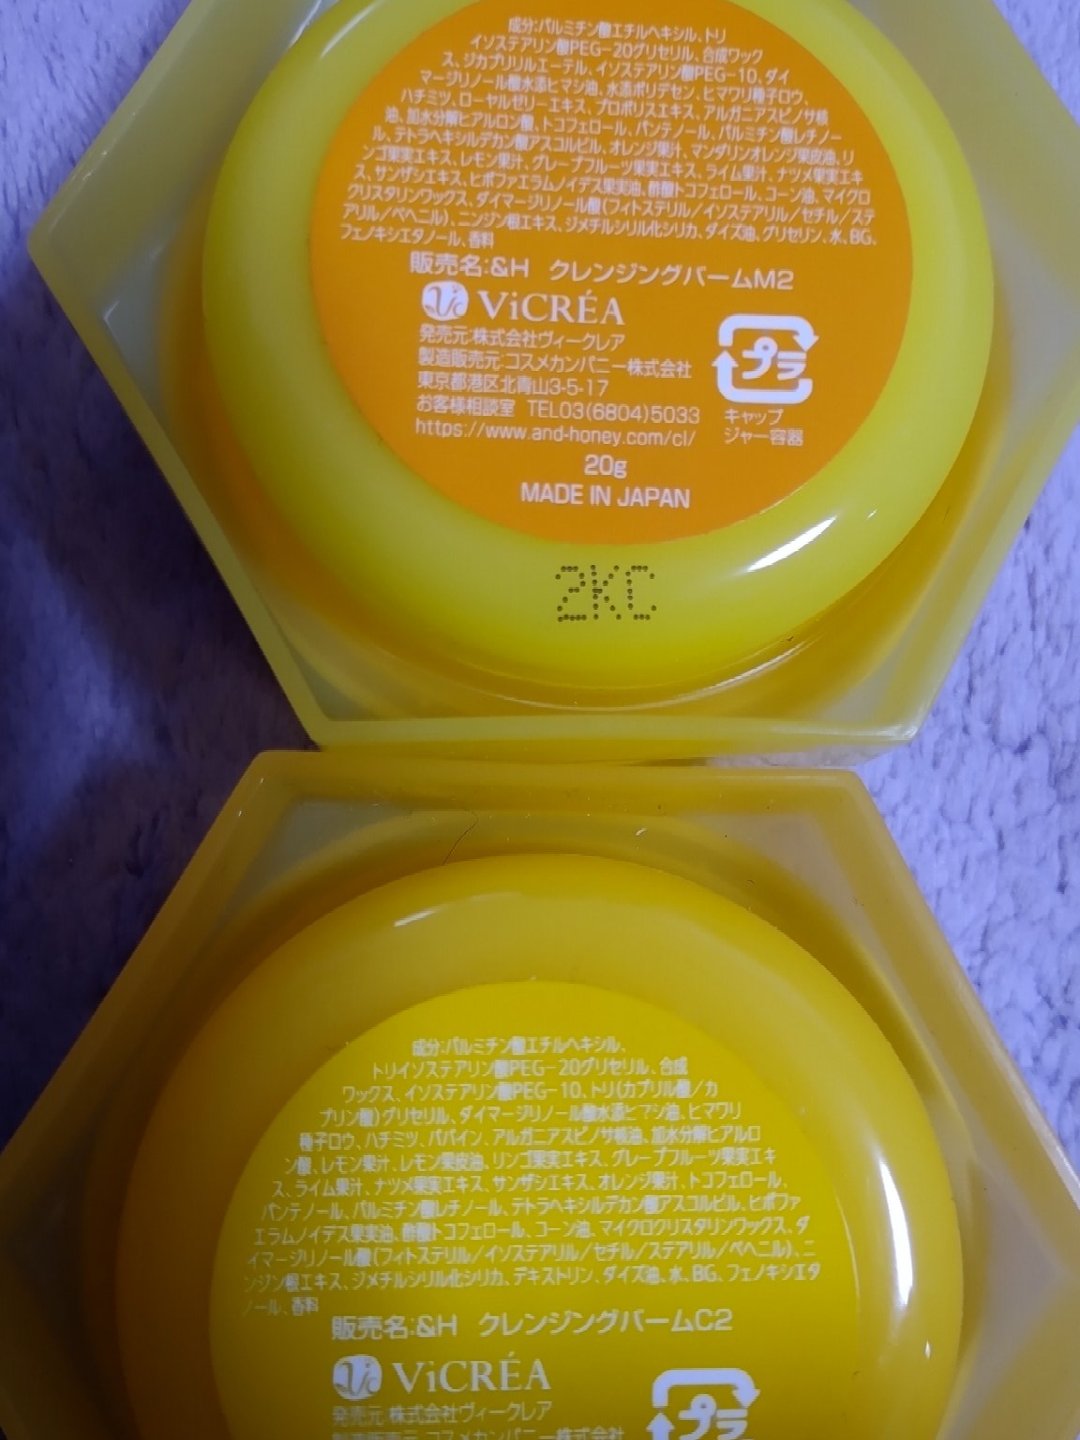 成分:パルミチン酸エチルヘキシル、トリ
イソステアリン酸PEG-20グリセリル、合成ワック
ス、ジカプリリルエーテル、イソステアリン酸PEG-10、ダイ
マージリノール酸水添ヒマシ油、水添ポリデセン、ヒマワリ種子ロウ、
ハチミツ、ローヤルゼリーエキス、プロポリスエキス、アルガニアスピノサ核
油、加水分解ヒアルロン酸、トコフェロール、パンテノール、パルミチン酸レチノー
ル、テトラヘキシルデカン酸アスコルビル、オレンジ果汁、マンダリンオレンジ果皮油、リ
ンゴ果実エキス、レモン果汁、グレープフルーツ果実エキス、ライム果汁、ナツメ果実エキ
ス、サンザシエキス、ヒポファエラムノイデス果実油、酢酸トコフェロール、コーン油、マイクロ
クリスタリンワックス、ダイマージリノール酸(フィトステリル/イソステアリル/セチル/ステ
アリル/ベヘニル)、ニンジン根エキス、ジメチルシリル化シリカ、ダイズ油、グリセリン、水、BG、
フェノキシエタノール、香料
販売名:&H クレンジングバームM2
Vc ViCRÉA
発売元:株式会社ヴィークレア
製造販売元:コスメカンパニー株式会社
東京都港区北青山3-5-17
お客様相談室 TEL03(6804)5033
https://www.and-honey.com/cl/
プラ
キャップ
ジャー容器
20g
MADE IN JAPAN
2KC
成分:パルミチン酸エチルヘキシル、
トリイソステアリン酸PEG-20グリセリル、合成
ワックス、イソステアリン酸PEG-10、トリ(カプリル酸/カ
プリン酸)グリセリル、ダイマージリノール酸水添ヒマシ油、ヒマワリ
種子ロウ、ハチミツ、パパイン、アルガニアスピノサ核油、加水分解ヒアルロ
ン酸、レモン果汁、レモン果皮油、リンゴ果実エキス、グレープフルーツ果実エキ
ス、ライム果汁、ナツメ果実エキス、サンザシエキス、オレンジ果汁、トコフェロール、
パンテノール、パルミチン酸レチノール、テトラヘキシルデカン酸アスコルビル、ヒポファ
エラムノイデス果実油、酢酸トコフェロール、コーン油、マイクロクリスタリンワックス、ダ
イマージリノール酸(フィトステリル/イソステアリル/セチル/ステアリル/ベヘニル)、ニ
ンジン根エキス、ジメチルシリル化シリカ、デキストリン、ダイズ油、水、BG、フェノキシエタ
ノール、香料
販売名:&H クレンジングバームC2
Vc ViCRÉA
発売元:株式会社ヴィークレア
製造販売元:コスメカンパニー株式会社
プラ